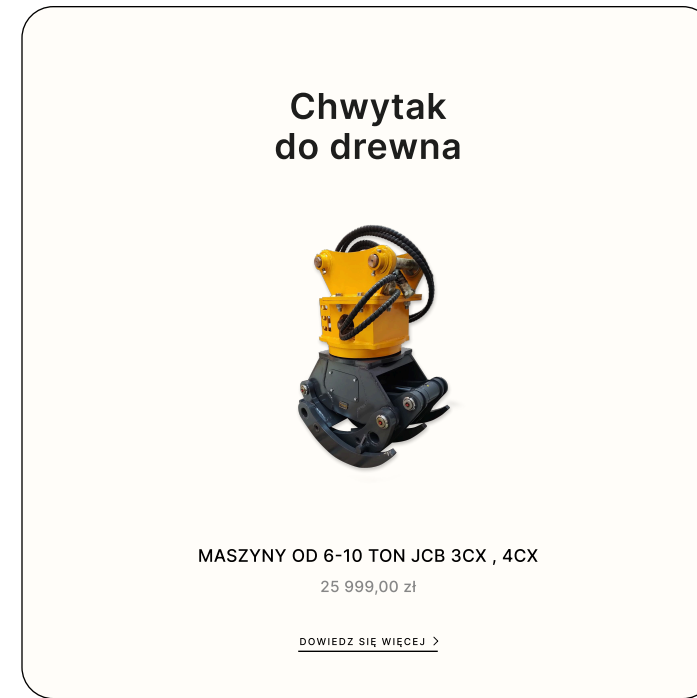 Chwytak
do drewna
MASZYNY OD 6-10 TON JCB 3CX , 4CX
25 999,00 zł
DOWIEDZ SIĘ WIĘCEJ